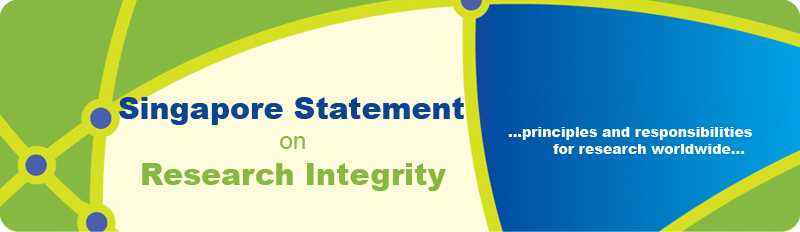 Singapore Statement
on
Research Integrity
...principles and responsibilities
for research worldwide...